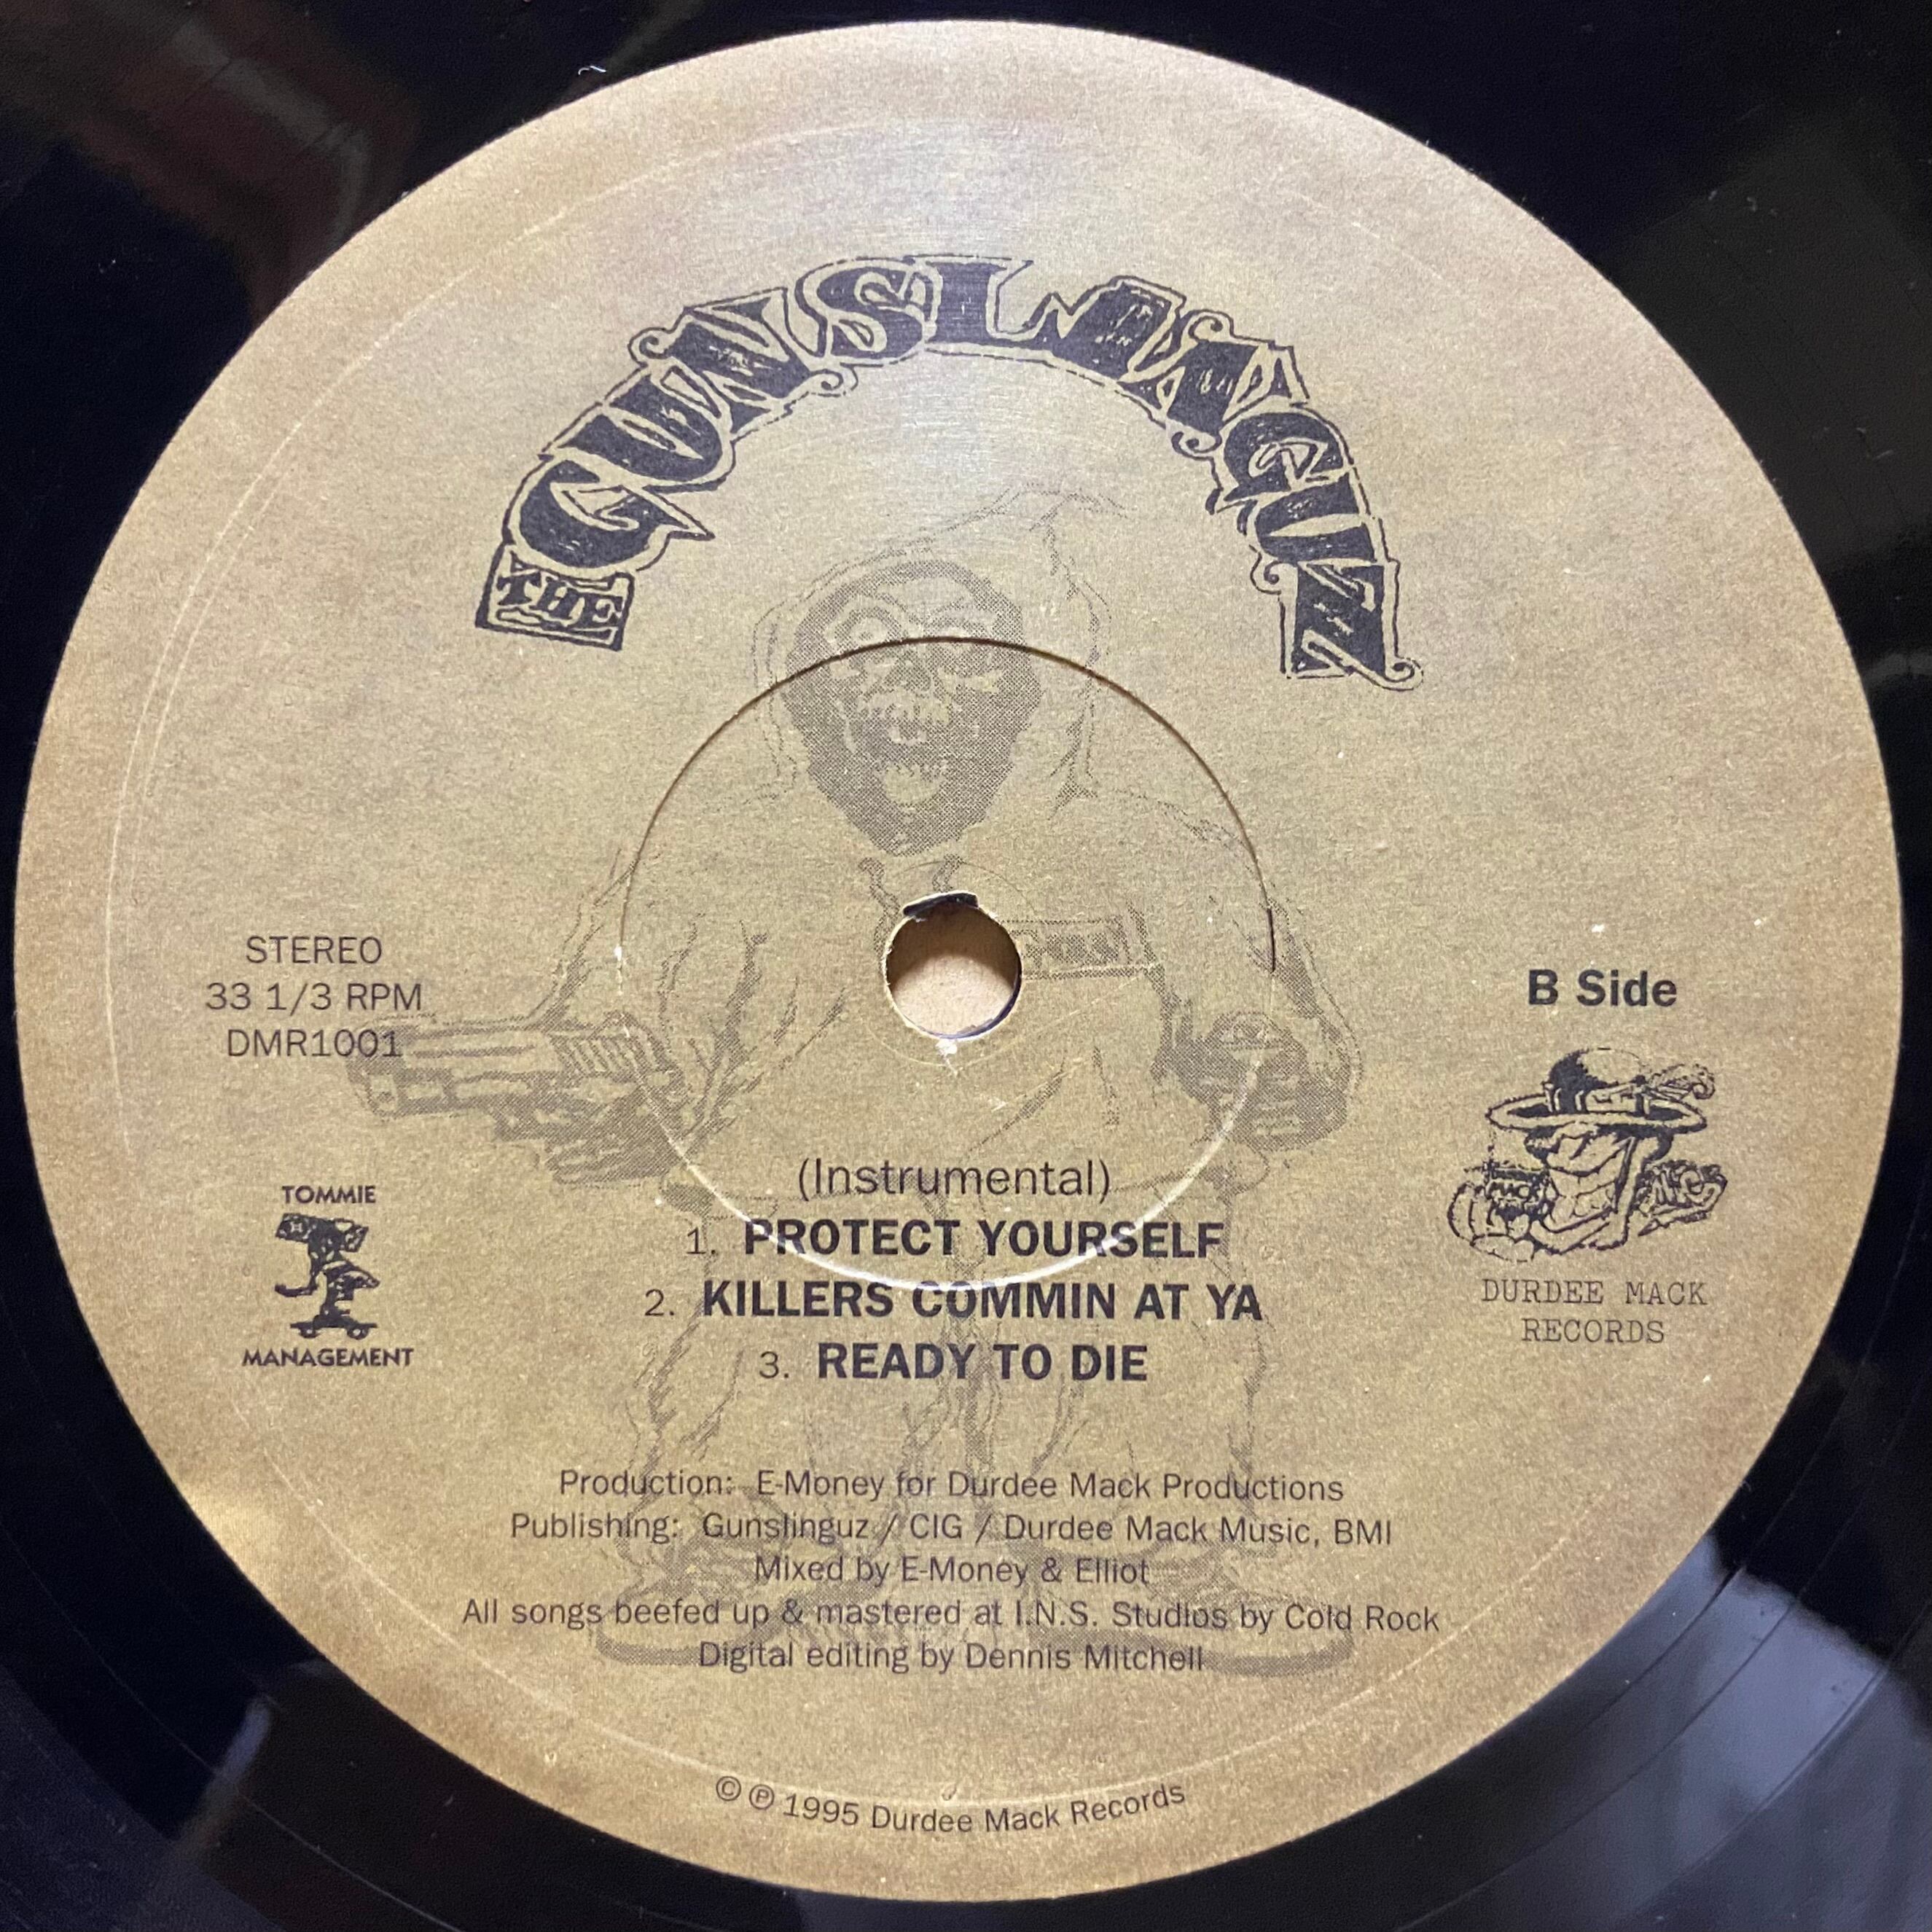 THE GUNSLINGUZ
STEREO
33 1/3 RPM
DMR1001
B Side
TOMMIE
MANAGEMENT
DURDEE MACK
RECORDS
(Instrumental)
1. PROTECT YOURSELF
2. KILLERS COMMIN AT YA
3. READY TO DIE
Production: E-Money for Durdee Mack Productions
Publishing: Gunslinguz / CIG / Durdee Mack Music, BMI
Mixed by E-Money & Elliot
All songs beefed up & mastered at I.N.S. Studios by Cold Rock
Digital editing by Dennis Mitchell
© ℗ 1995 Durdee Mack Records